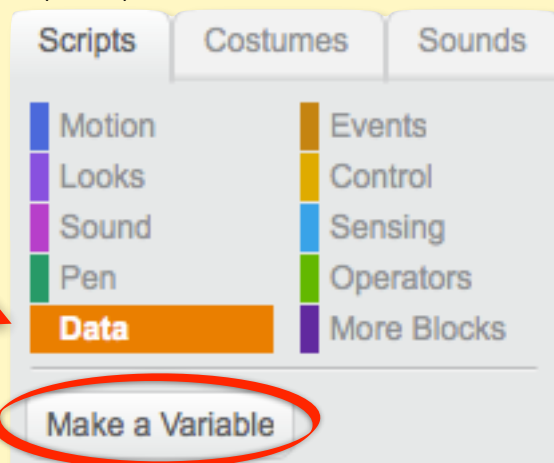 Scripts Costumes Sounds
Motion Events
Looks Control
Sound Sensing
Pen Operators
Data More Blocks
Make a Variable